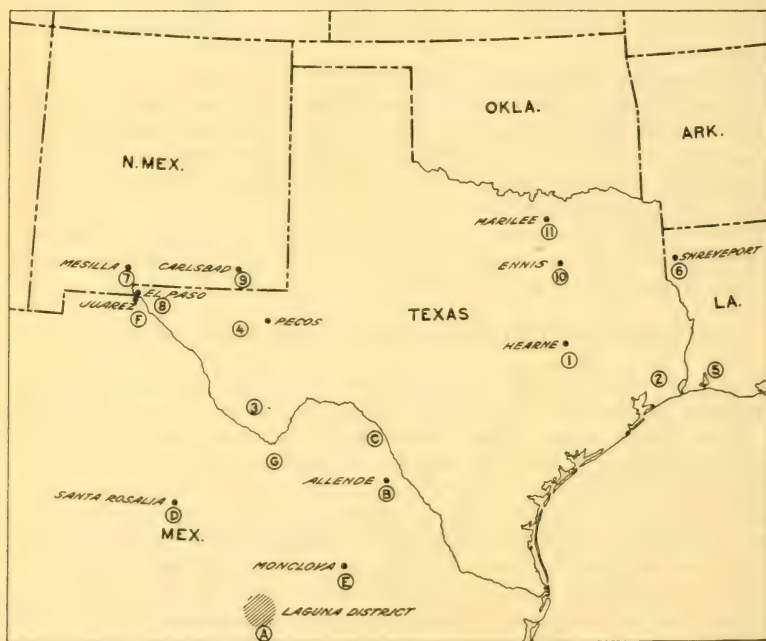 OKLA.
ARK.
N. MEX.
MARILEE
11
MESILLA
7
CARLSBAD
9
ENNIS
10
SHREVEPORT
6
EL PASO
JUAREZ
8
F
4
PECOS
TEXAS
LA.
HEARNE
1
2
5
3
C
G
ALLENDE
B
SANTA ROSALIA
D
MEX.
MONCLOVA
E
LAGUNA DISTRICT
A